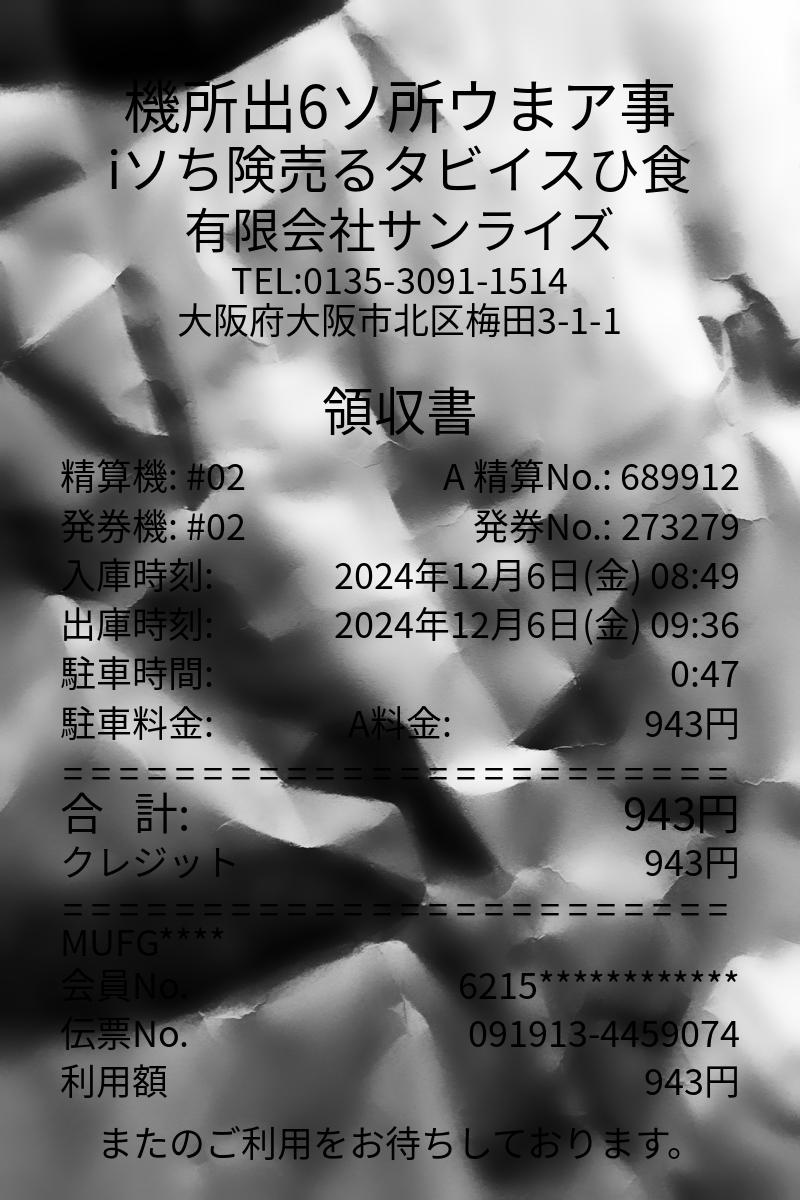 機所出6ソ所ウまア事
iソち険売るタビイスひ食
有限会社サンライズ
TEL:0135-3091-1514
大阪府大阪市北区梅田3-1-1
領収書
精算機: #02 A 精算No.: 689912
発券機: #02 発券No.: 273279
入庫時刻: 2024年12月6日(金) 08:49
出庫時刻: 2024年12月6日(金) 09:36
駐車時間: 0:47
駐車料金: A料金: 943円
========================
合 計: 943円
クレジット 943円
========================
MUFG****
会員No. 6215************
伝票No. 091913-4459074
利用額 943円
またのご利用をお待ちしております。